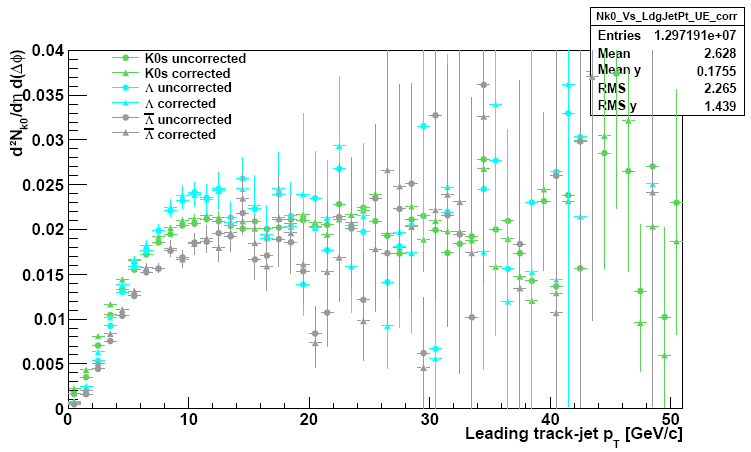 Nk0_Vs_LdgJetPt_UE_corr
Entries 1.297191e+07
Mean 2.628
Mean y 0.1755
RMS 2.265
RMS y 1.439
d²N_k0/dη d(Δϕ)
0.04
0.035
0.03
0.025
0.02
0.015
0.01
0.005
0
K0s uncorrected
K0s corrected
Λ uncorrected
Λ corrected
Λ̅ uncorrected
Λ̅ corrected
0 10 20 30 40 50
Leading track-jet p_T [GeV/c]